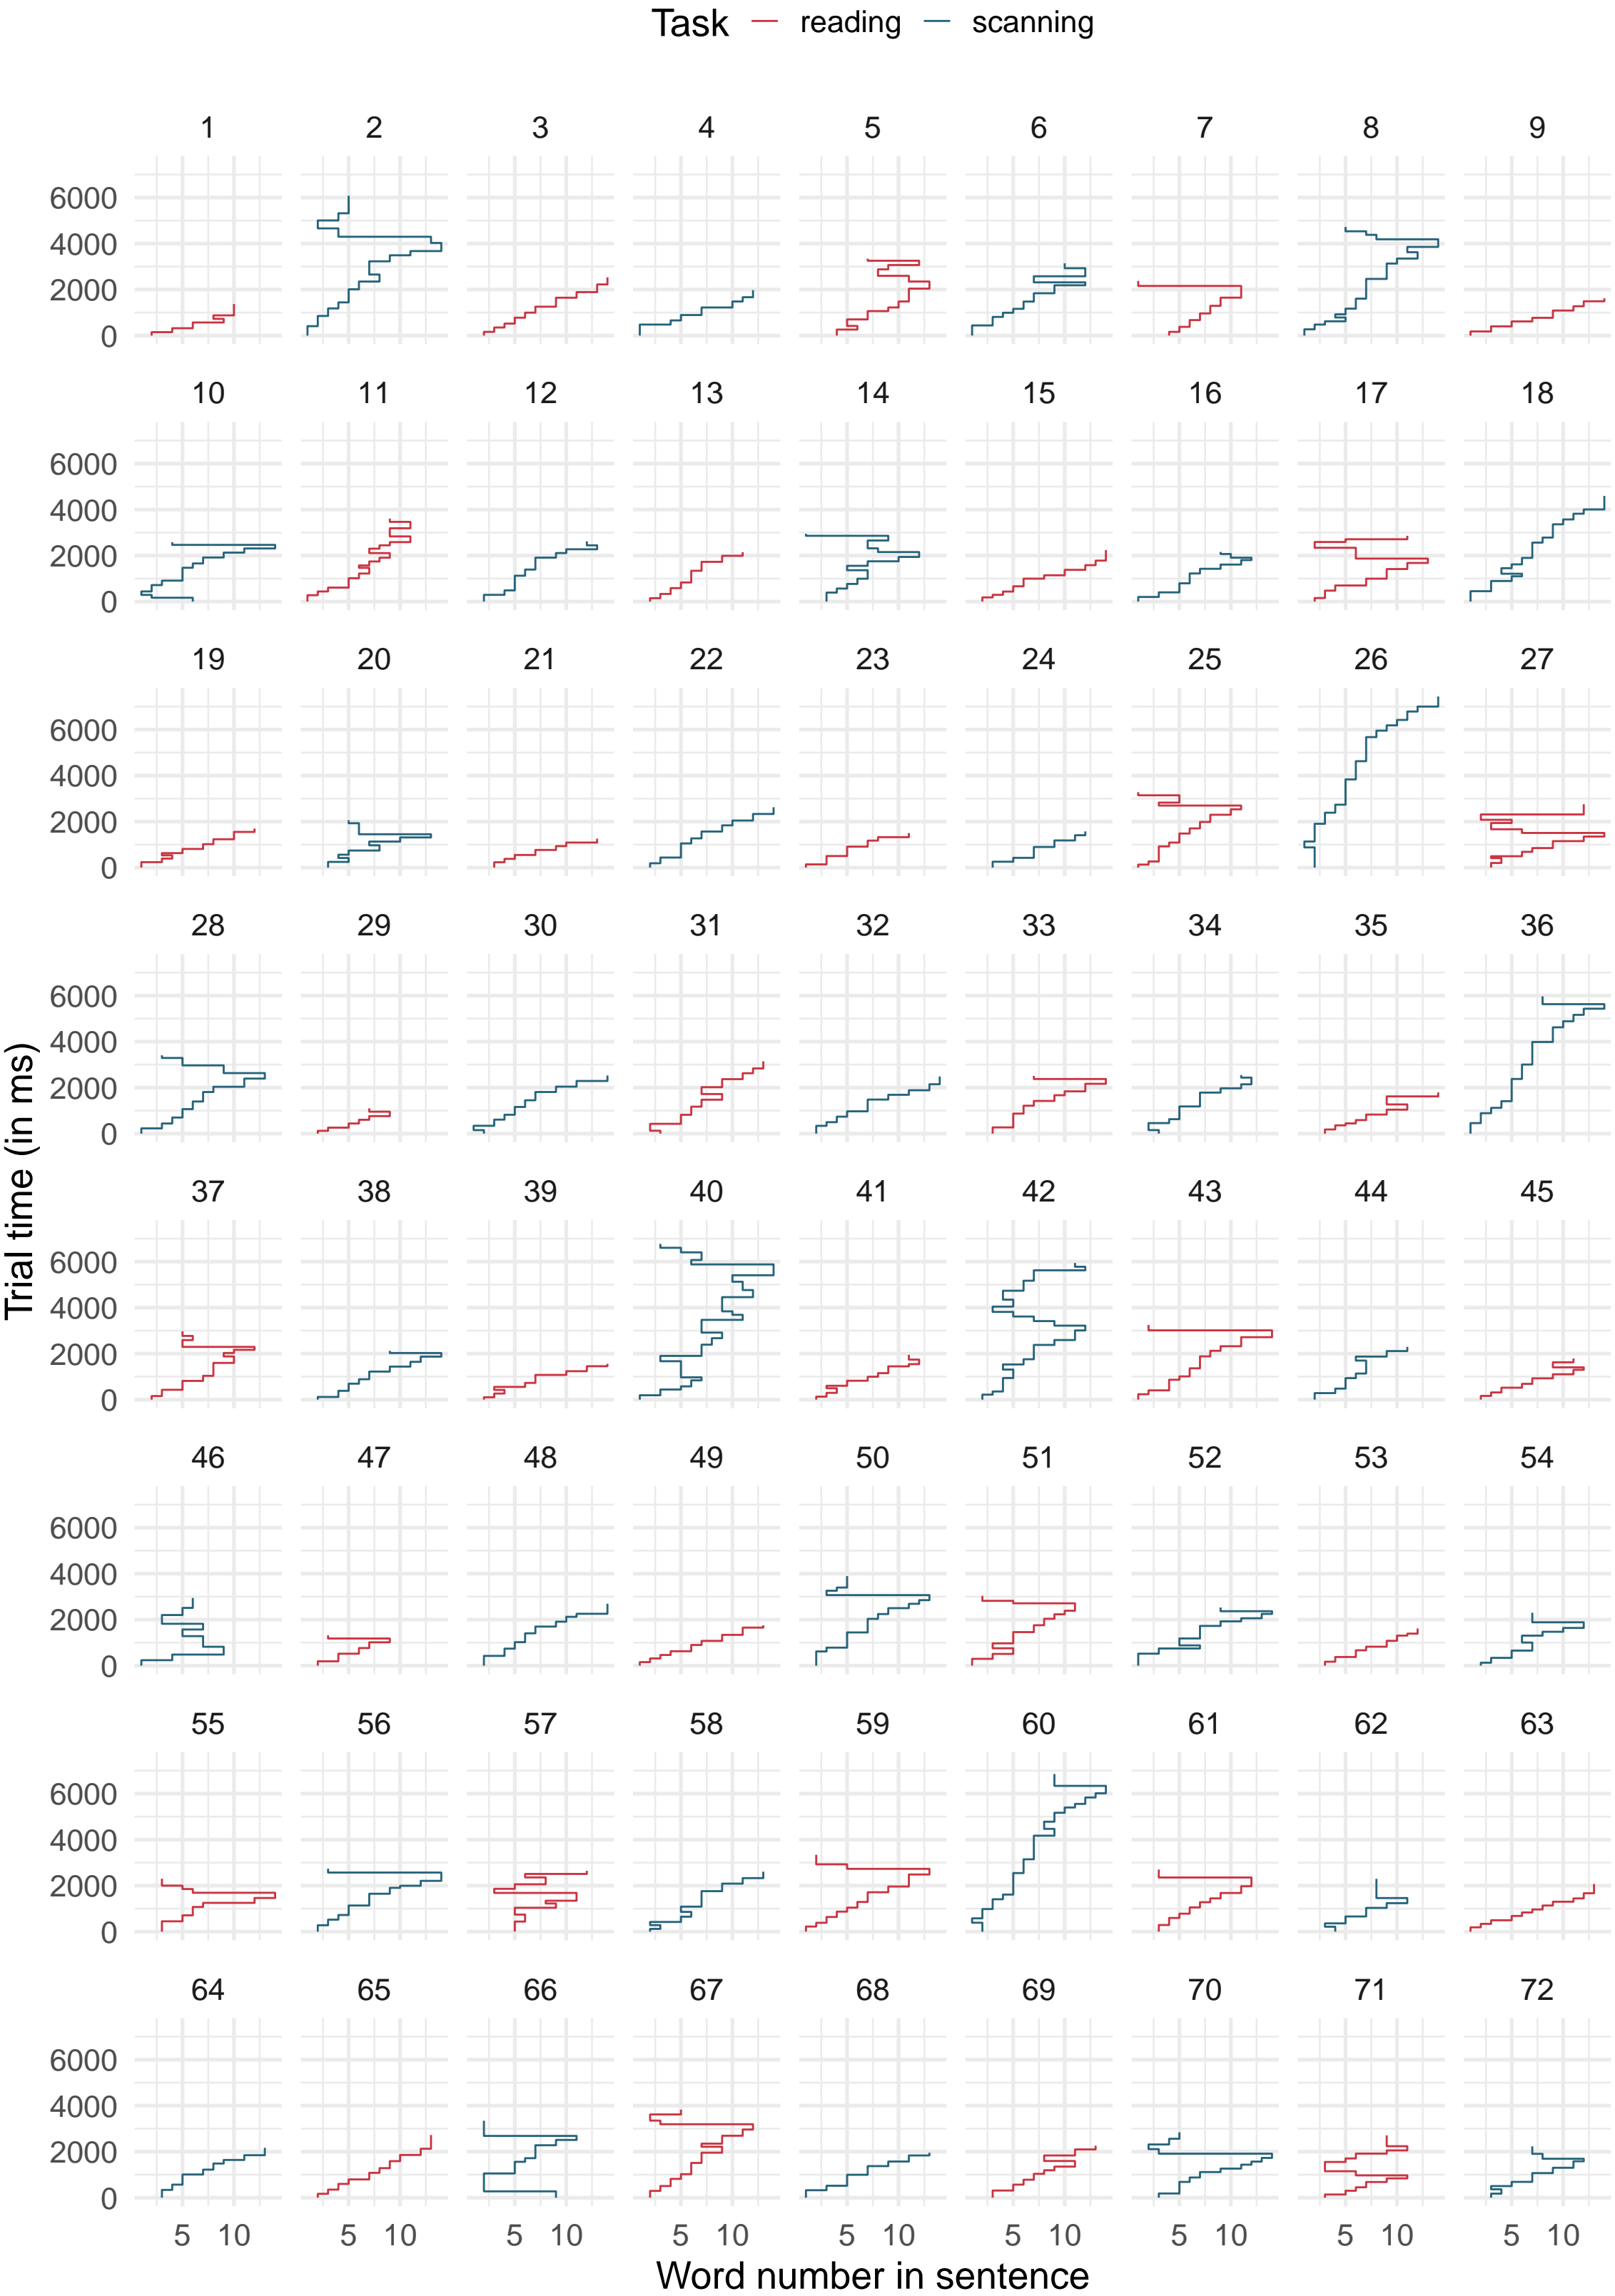 Task reading scanning
1 2 3 4 5 6 7 8 9
6000
4000
2000
0
10 11 12 13 14 15 16 17 18
6000
4000
2000
0
19 20 21 22 23 24 25 26 27
6000
4000
2000
0
28 29 30 31 32 33 34 35 36
6000
4000
2000
0
Trial time (in ms)
37 38 39 40 41 42 43 44 45
6000
4000
2000
0
46 47 48 49 50 51 52 53 54
6000
4000
2000
0
55 56 57 58 59 60 61 62 63
6000
4000
2000
0
64 65 66 67 68 69 70 71 72
6000
4000
2000
0
5 10 5 10 5 10 5 10 5 10 5 10 5 10 5 10 5 10
Word number in sentence